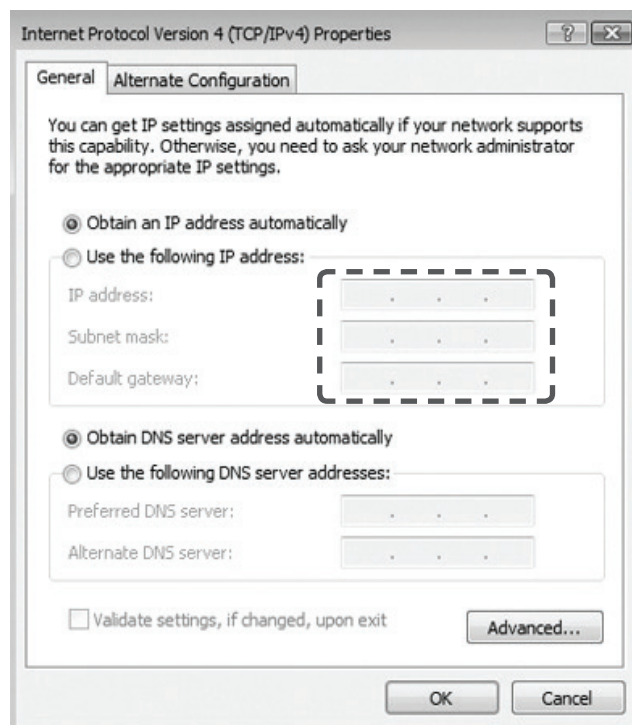 Internet Protocol Version 4 (TCP/IPv4) Properties
General
Alternate Configuration
You can get IP settings assigned automatically if your network supports
this capability. Otherwise, you need to ask your network administrator
for the appropriate IP settings.
Obtain an IP address automatically
Use the following IP address:
IP address:
. . .
Subnet mask:
. . .
Default gateway:
. . .
Obtain DNS server address automatically
Use the following DNS server addresses:
Preferred DNS server:
. . .
Alternate DNS server:
. . .
Validate settings, if changed, upon exit
Advanced...
OK
Cancel